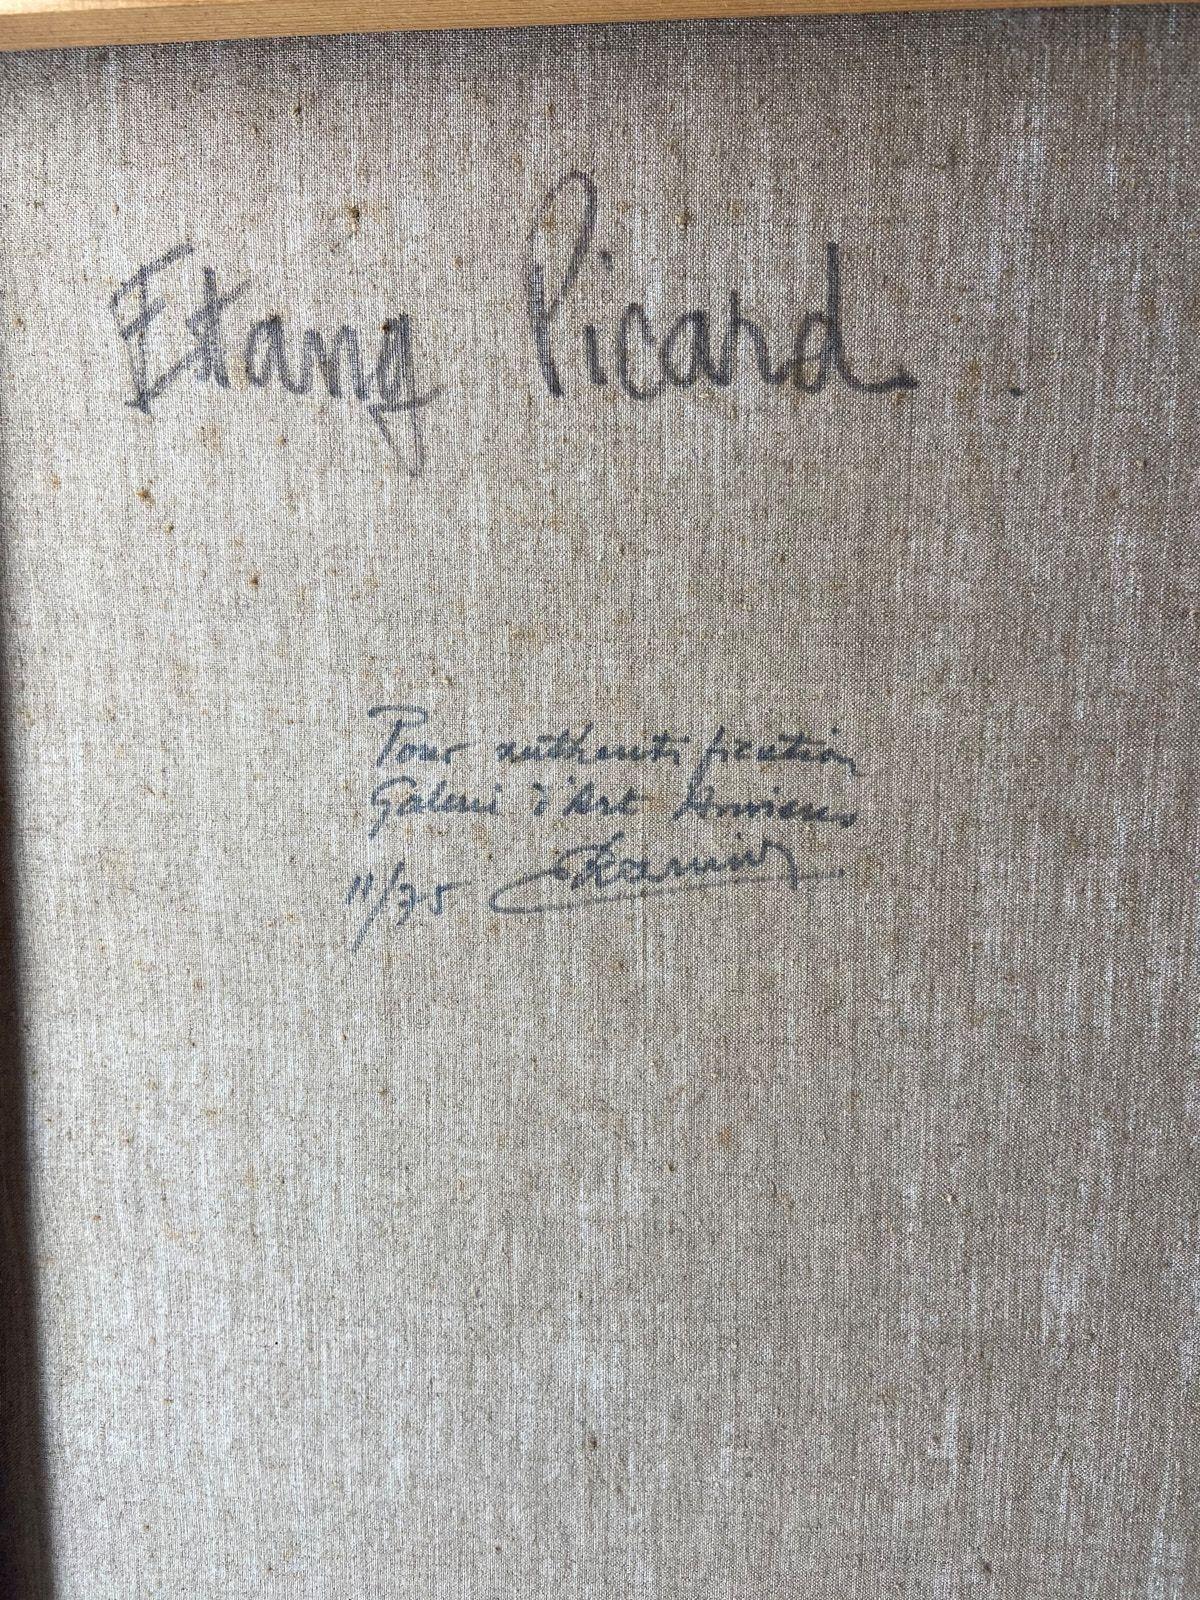 Etang Picard.
Pour authentification
Galerie d'Art Amiens
11/75